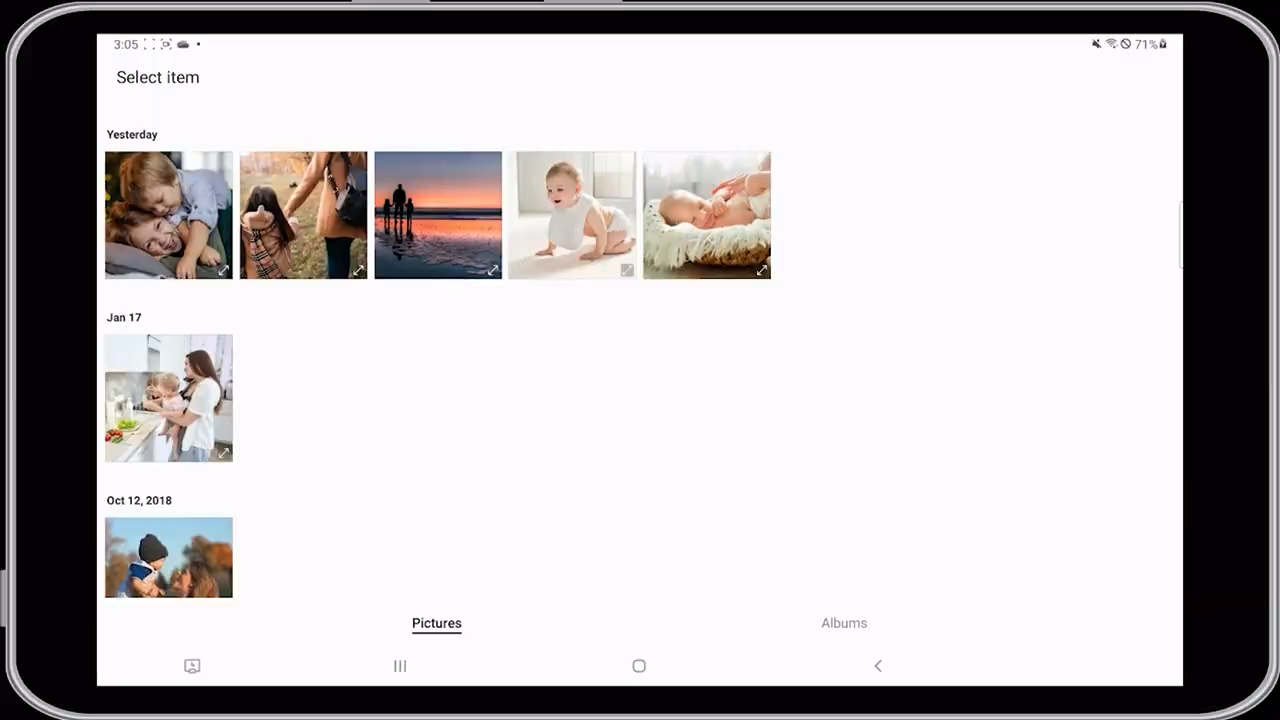 3:05
71%
Select item
Yesterday
Jan 17
Oct 12, 2018
Pictures
Albums